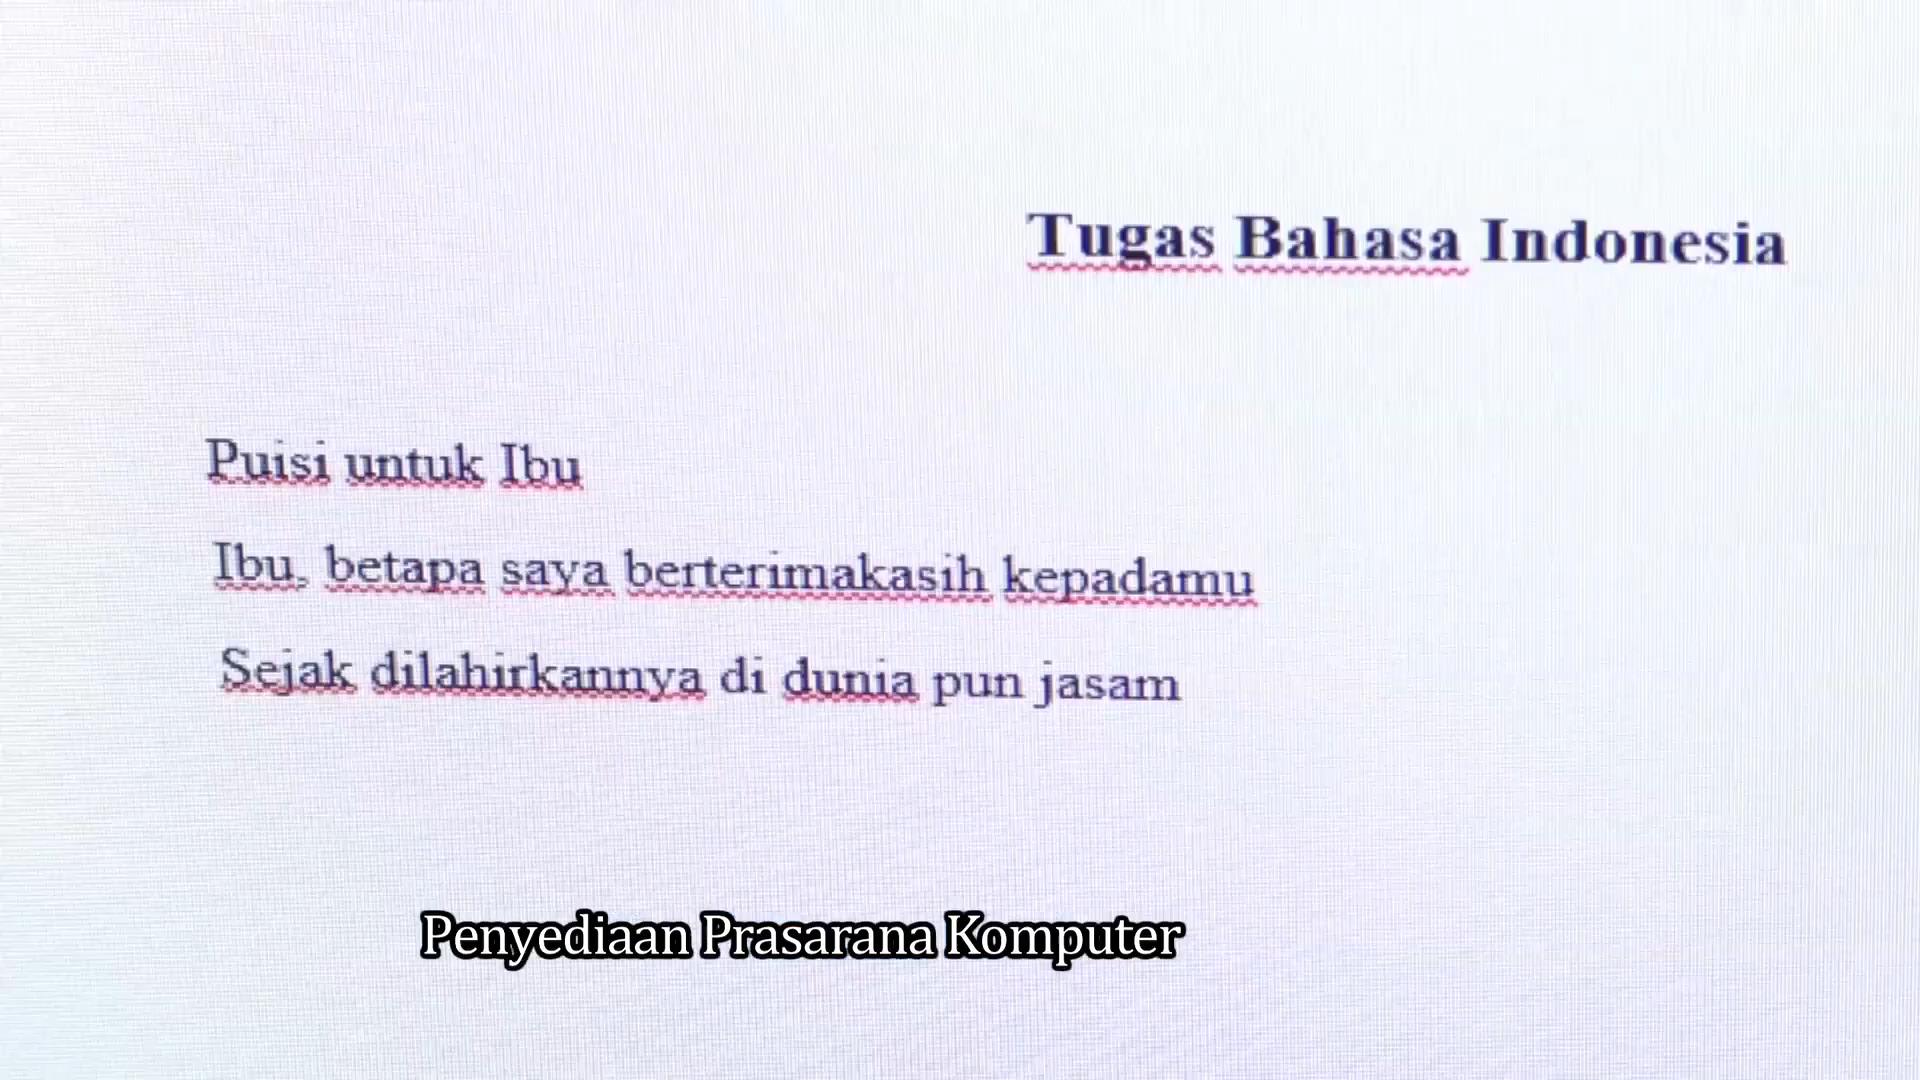 Tugas Bahasa Indonesia
Puisi untuk Ibu
Ibu, betapa saya berterimakasih kepadamu
Sejak dilahirkannya di dunia pun jasam
Penyediaan Prasarana Komputer